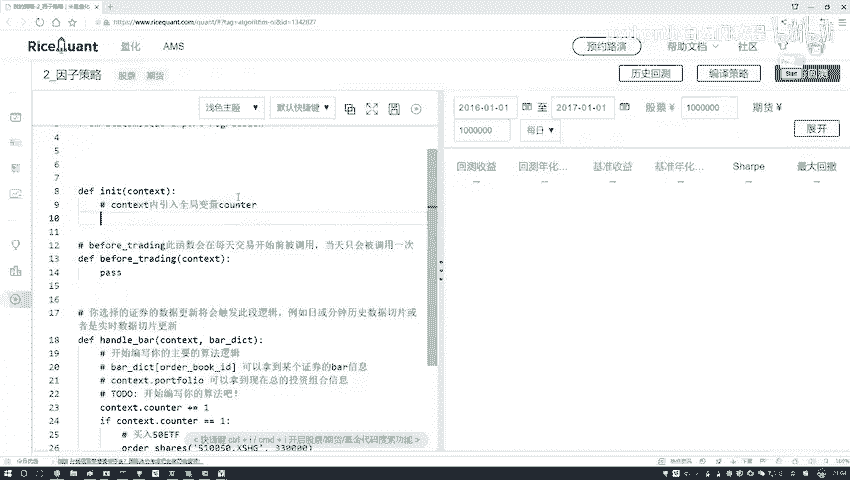 https://www.ricequant.com/quant/
RiceQuant 量化 AMS 预约路演 帮助文档 社区
2_因子策略 股票 期货 历史回测 编译策略
浅色主题 默认快捷键
2016-01-01 至 2017-01-01 股票 ¥ 1000000 期货 ¥
1000000 每日 展开
回测收益 回测年化... 基准收益 基准年化... Sharpe 最大回撤
4
5
6
7
8 def init(context):
9 # context内引入全局变量counter
10
11
12 # before_trading此函数会在每天交易开始前被调用，当天只会被调用一次
13 def before_trading(context):
14 pass
15
16
17 # 你选择的证券的数据更新将会触发此段逻辑，例如日或分钟历史数据切片或
者是实时数据切片更新
18 def handle_bar(context, bar_dict):
19 # 开始编写你的主要的算法逻辑
20 # bar_dict[order_book_id] 可以拿到某个证券的bar信息
21 # context.portfolio 可以拿到现在总的投资组合信息
22 # TODO: 开始编写你的算法吧！
23 context.counter += 1
24 if context.counter == 1:
25 # 买入50ETF
26 order_shares('510050.XSHG', 330000)
< 快捷键 ctrl + i / cmd + i 开启股票/期货/基金代码搜索功能 >